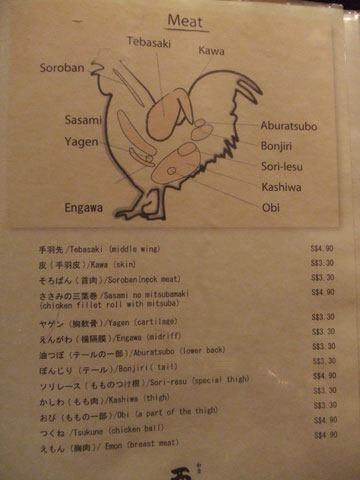 Meat
Tebasaki
Kawa
Soroban
Sasami
Yagen
Engawa
Aburatsubo
Bonjiri
Sori-lesu
Kashiwa
Obi
手羽先/Tebasaki (middle wing) S$4.90
皮(手羽皮)/Kawa (skin) S$3.30
そろばん(首肉)/Soroban(neck meat) S$3.30
ささみの三葉巻/Sasami no mitsubamaki S$4.90
(chicken fillet roll with mitsuba)
ヤゲン(胸軟骨)/Yagen (cartilage) S$3.30
えんがわ(横隔膜)/Engawa (midriff) S$3.30
油つぼ(テールの一部)/Aburatsubo (lower back) S$3.30
ぼんじり(テール)/Bonjiri( tail) S$3.30
ソリレース(もものつけ根)/Sori-resu (special thigh) S$4.90
かしわ(もも肉)/Kashiwa (thigh) S$3.30
おび(ももの一部)/Obi (a part of the thigh) S$3.30
つくね/Tsukune (chicken ball) S$4.90
えもん(胸肉)/ Emon (breast meat) S$4.90